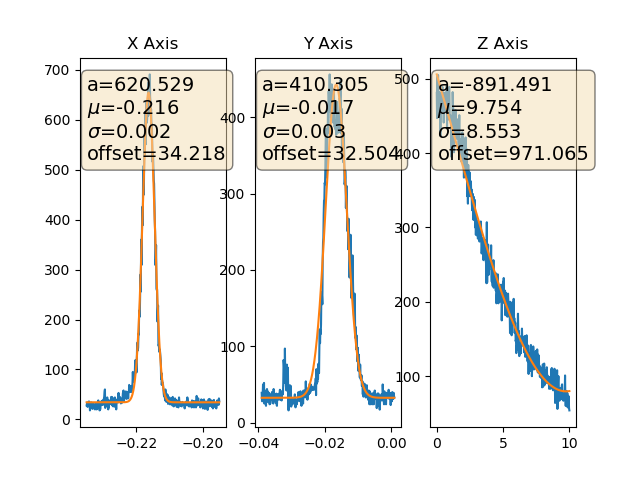 X Axis
Y Axis
Z Axis
a=620.529
μ=-0.216
σ=0.002
offset=34.218
a=410.305
μ=-0.017
σ=0.003
offset=32.504
a=-891.491
μ=9.754
σ=8.553
offset=971.065
700
600
500
400
300
200
100
0
−0.22
−0.20
400
300
200
100
0
−0.04
−0.02
0.00
500
400
300
200
100
0
5
10